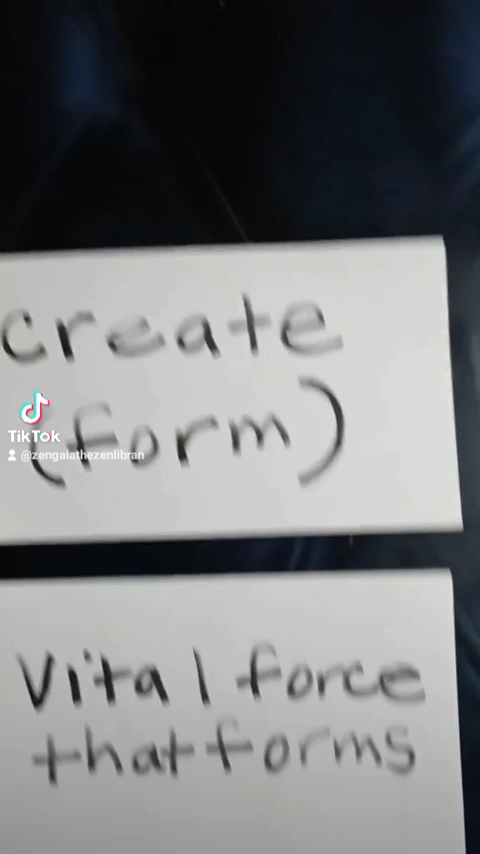 create
(form)
TikTok
@zengaiathezenlibran
Vital force
that forms